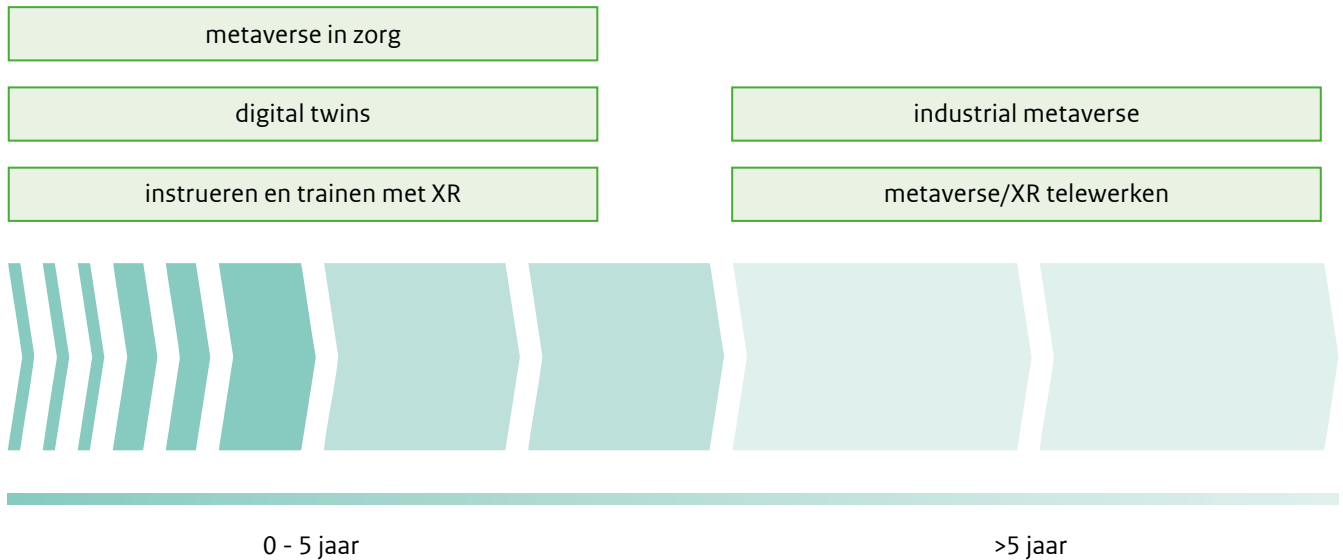 metaverse in zorg
digital twins
industrial metaverse
instrueren en trainen met XR
metaverse/XR telewerken
0 - 5 jaar
>5 jaar